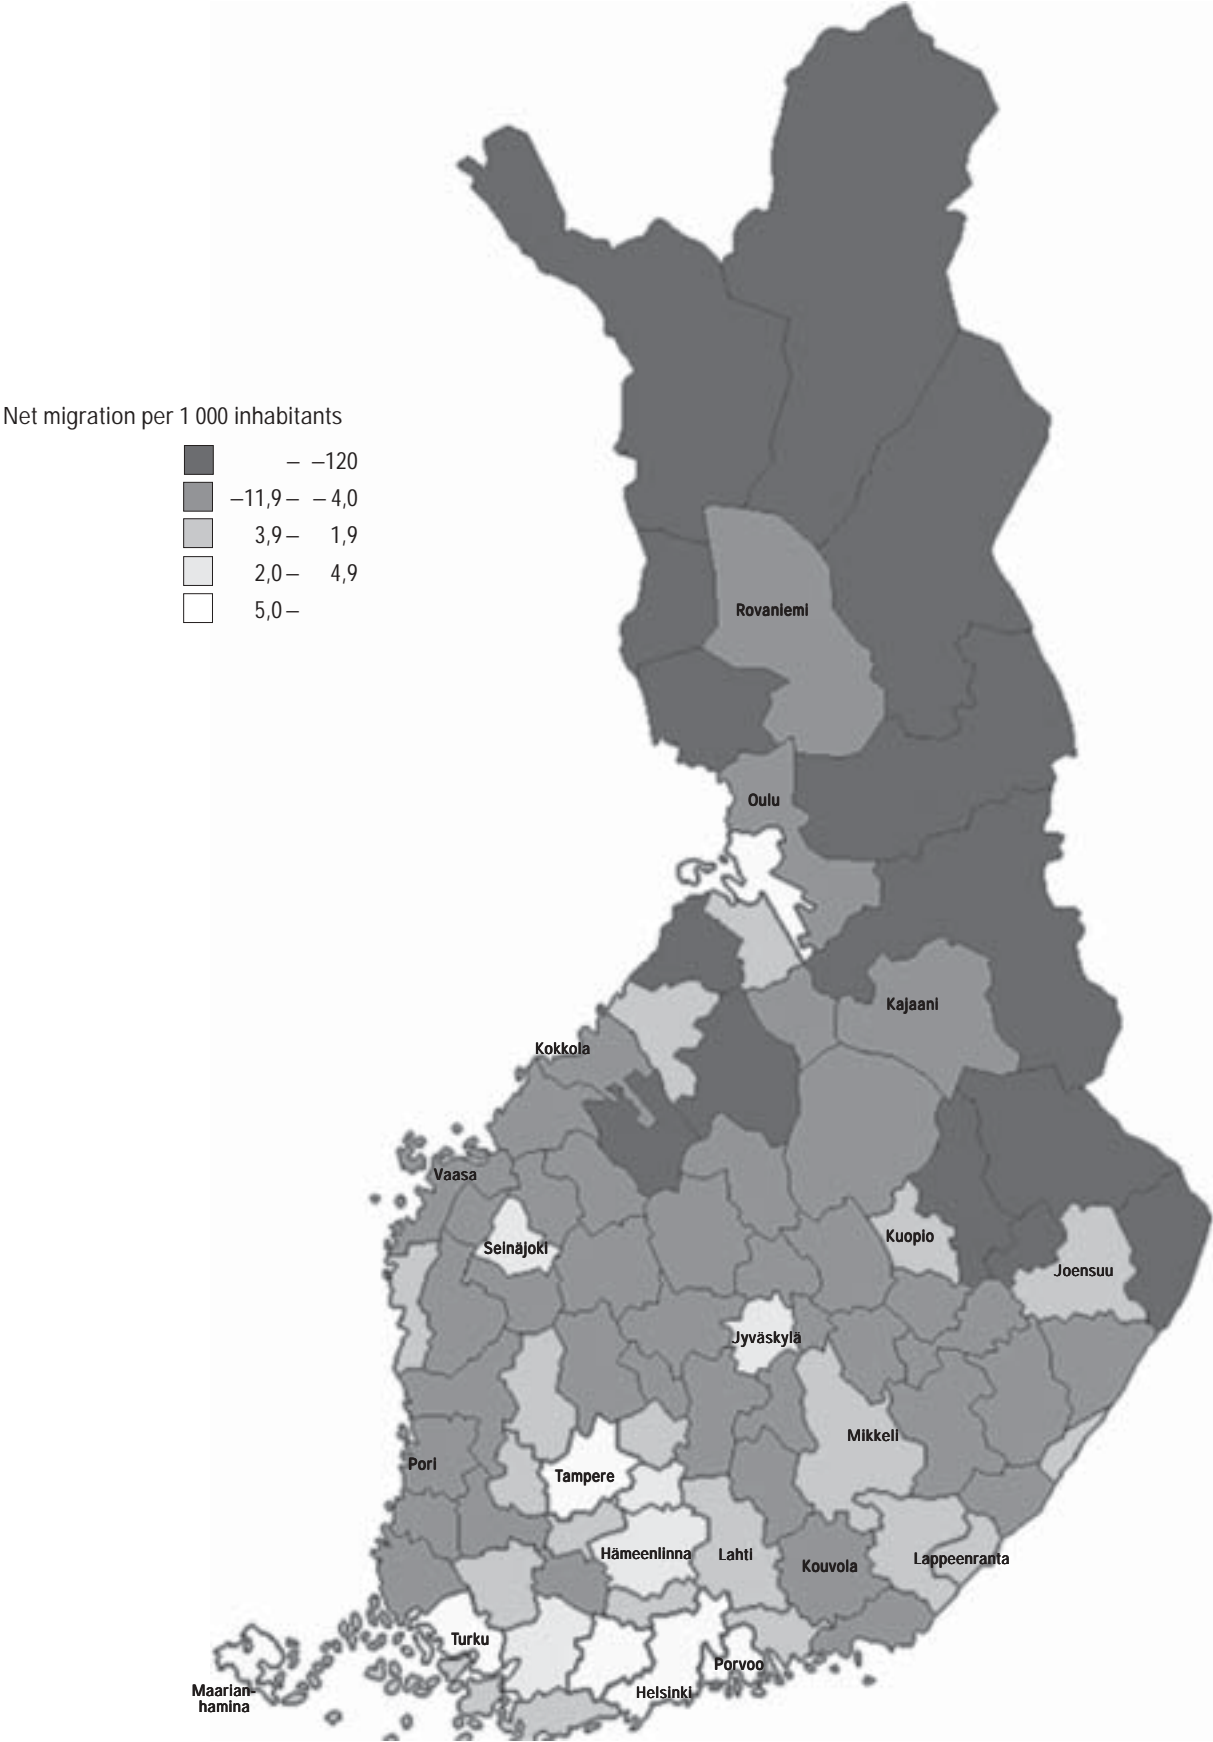 Net migration per 1 000 inhabitants
– –120
–11,9 – – 4,0
3,9 – 1,9
2,0 – 4,9
5,0 –
Rovaniemi
Oulu
Kajaani
Kokkola
Vaasa
Seinäjoki
Kuopio
Joensuu
Jyväskylä
Mikkeli
Pori
Tampere
Hämeenlinna
Lahti
Kouvola
Lappeenranta
Turku
Porvoo
Helsinki
Maarian-
hamina